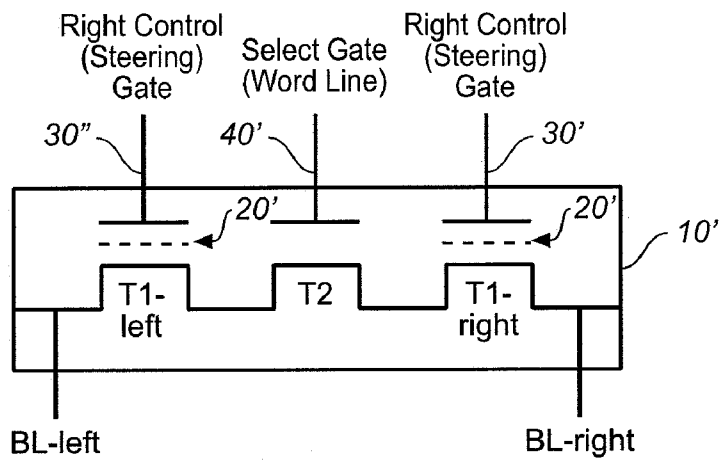 Right Control
(Steering)
Gate
Select Gate
(Word Line)
Right Control
(Steering)
Gate
30"
40'
30'
20'
20'
10'
T1-
left
T2
T1-
right
BL-left
BL-right